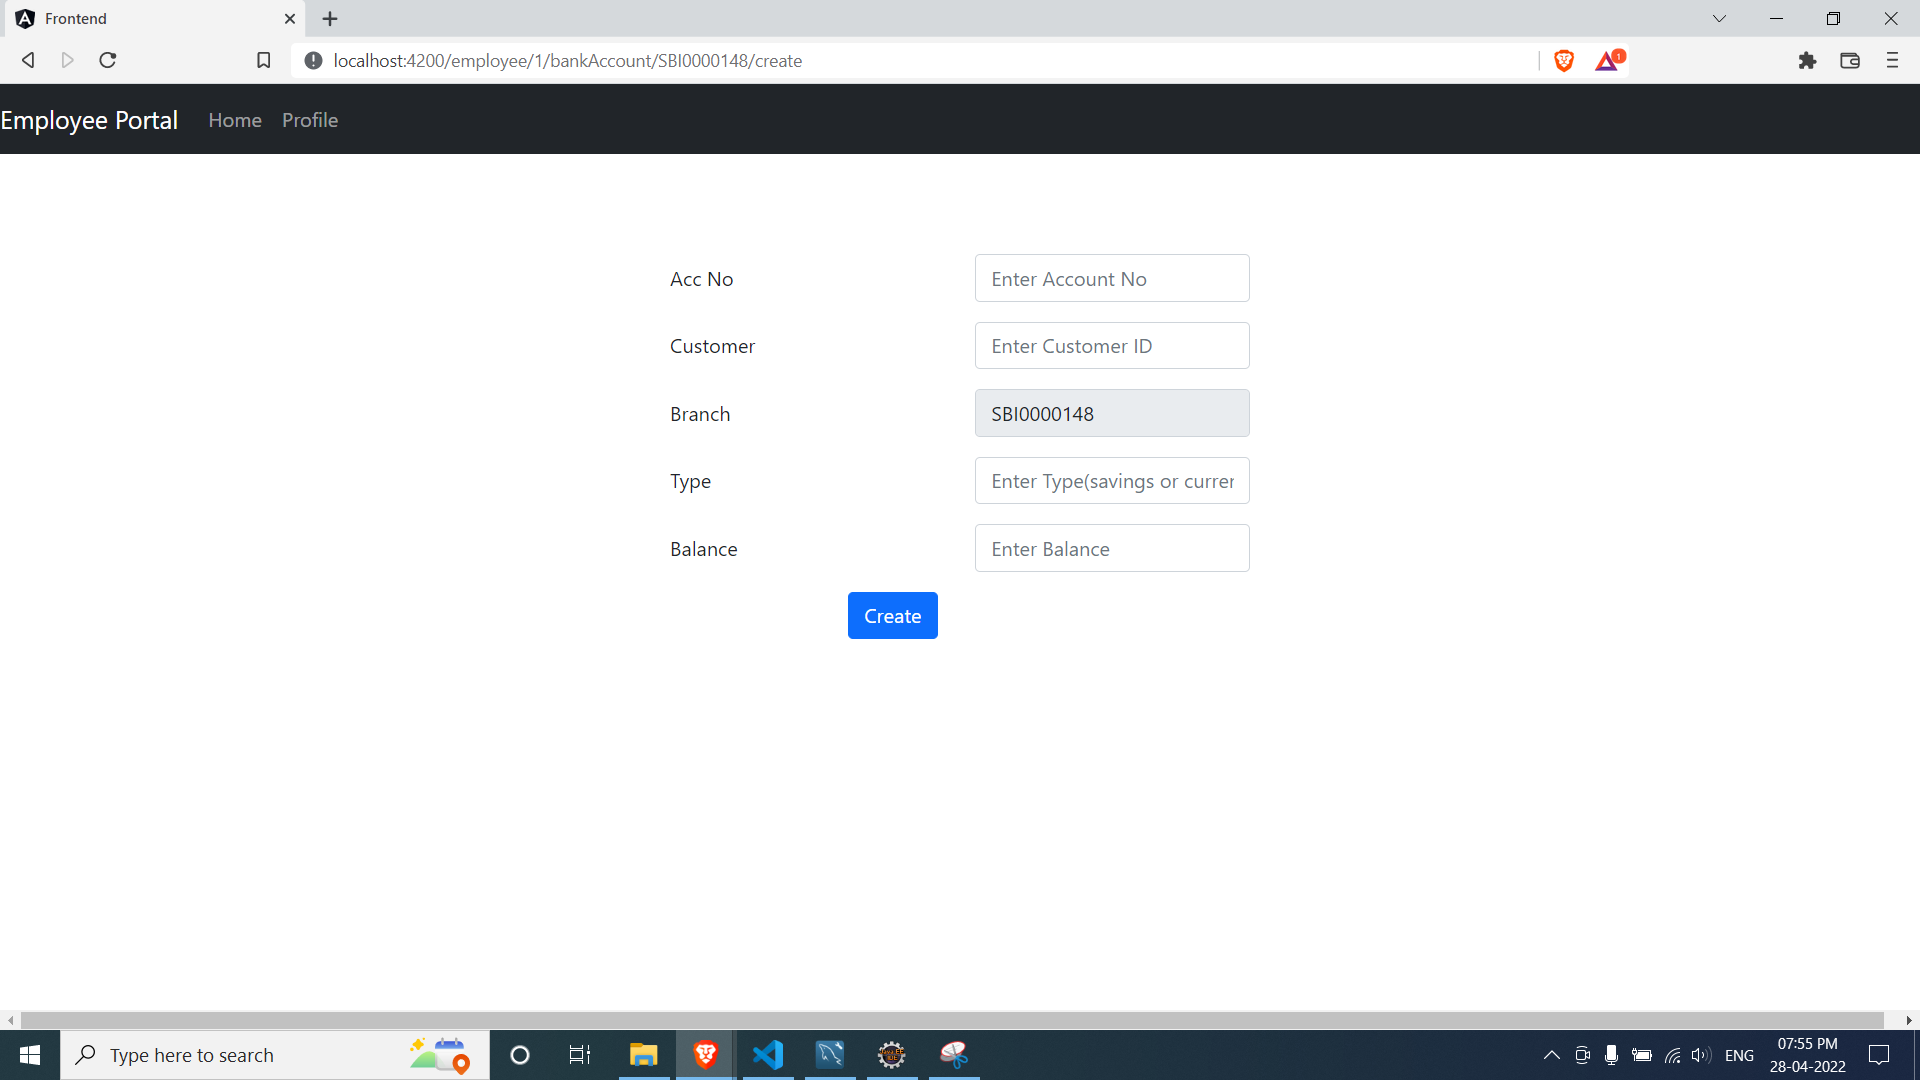 Frontend
localhost:4200/employee/1/bankAccount/SBI0000148/create
1
Employee Portal Home Profile
Acc No Enter Account No
Customer Enter Customer ID
Branch SBI0000148
Type Enter Type(savings or curren
Balance Enter Balance
Create
Type here to search
ENG
07:55 PM
28-04-2022